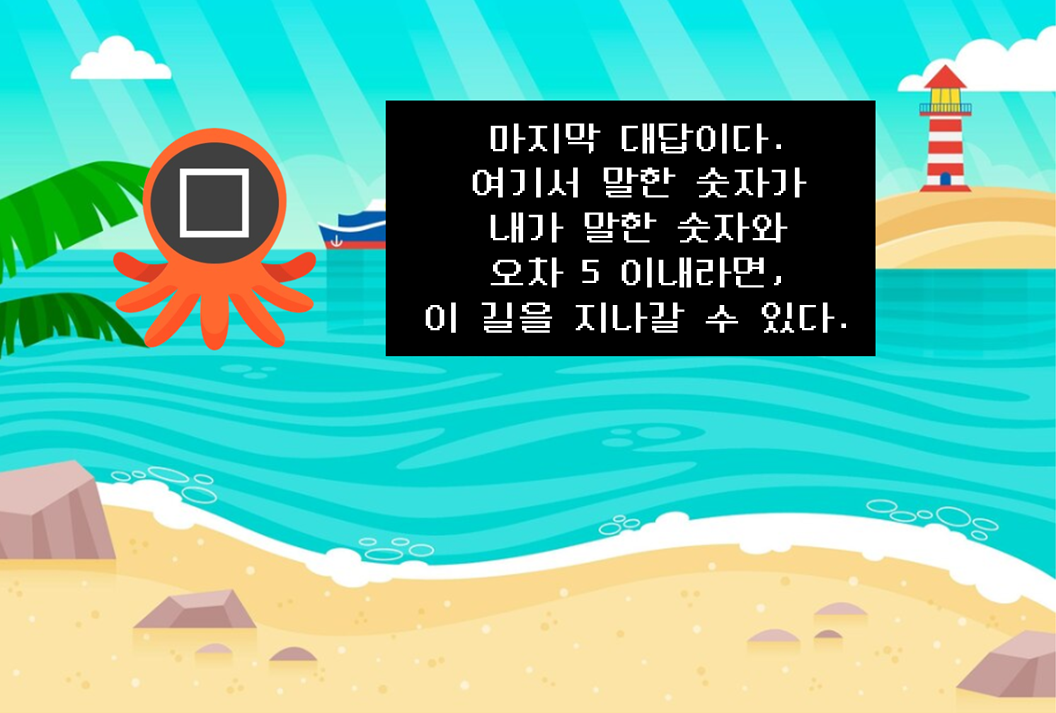 마지막 대답이다.
여기서 말한 숫자가
내가 말한 숫자와
오차 5 이내라면,
이 길을 지나갈 수 있다.